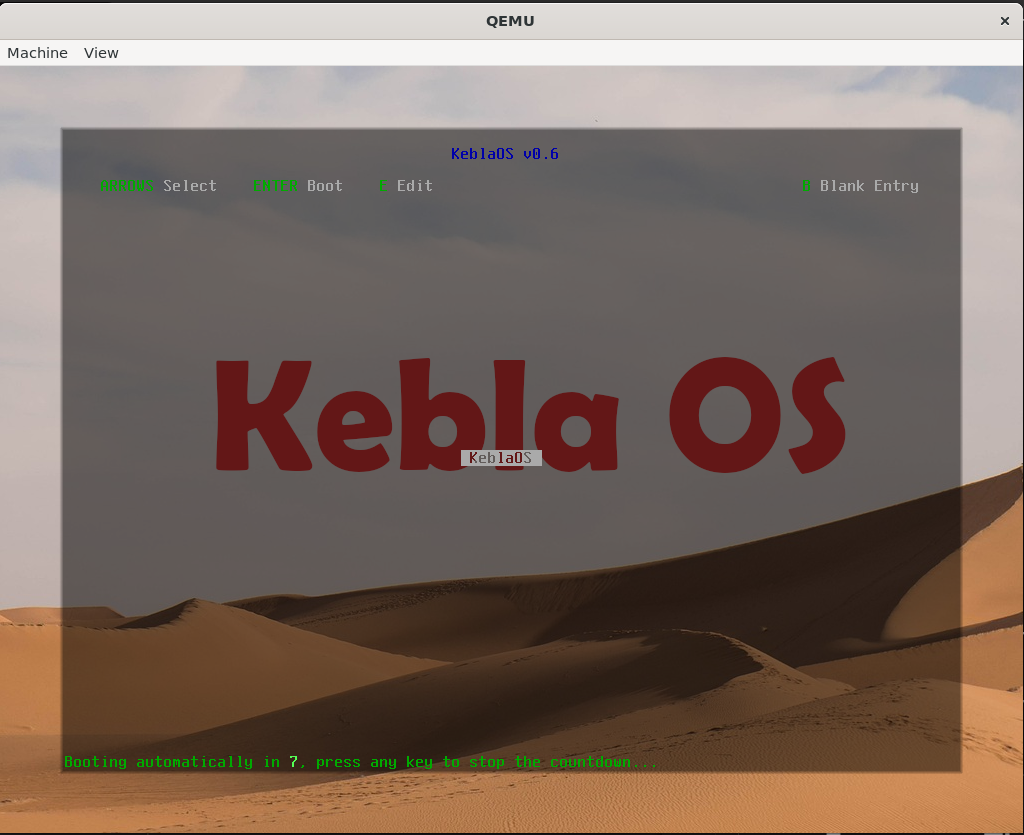 QEMU
Machine View
KeblaOS v0.6
ARROWS Select ENTER Boot E Edit B Blank Entry
Kebla OS
KeblaOS
Booting automatically in 7, press any key to stop the countdown...